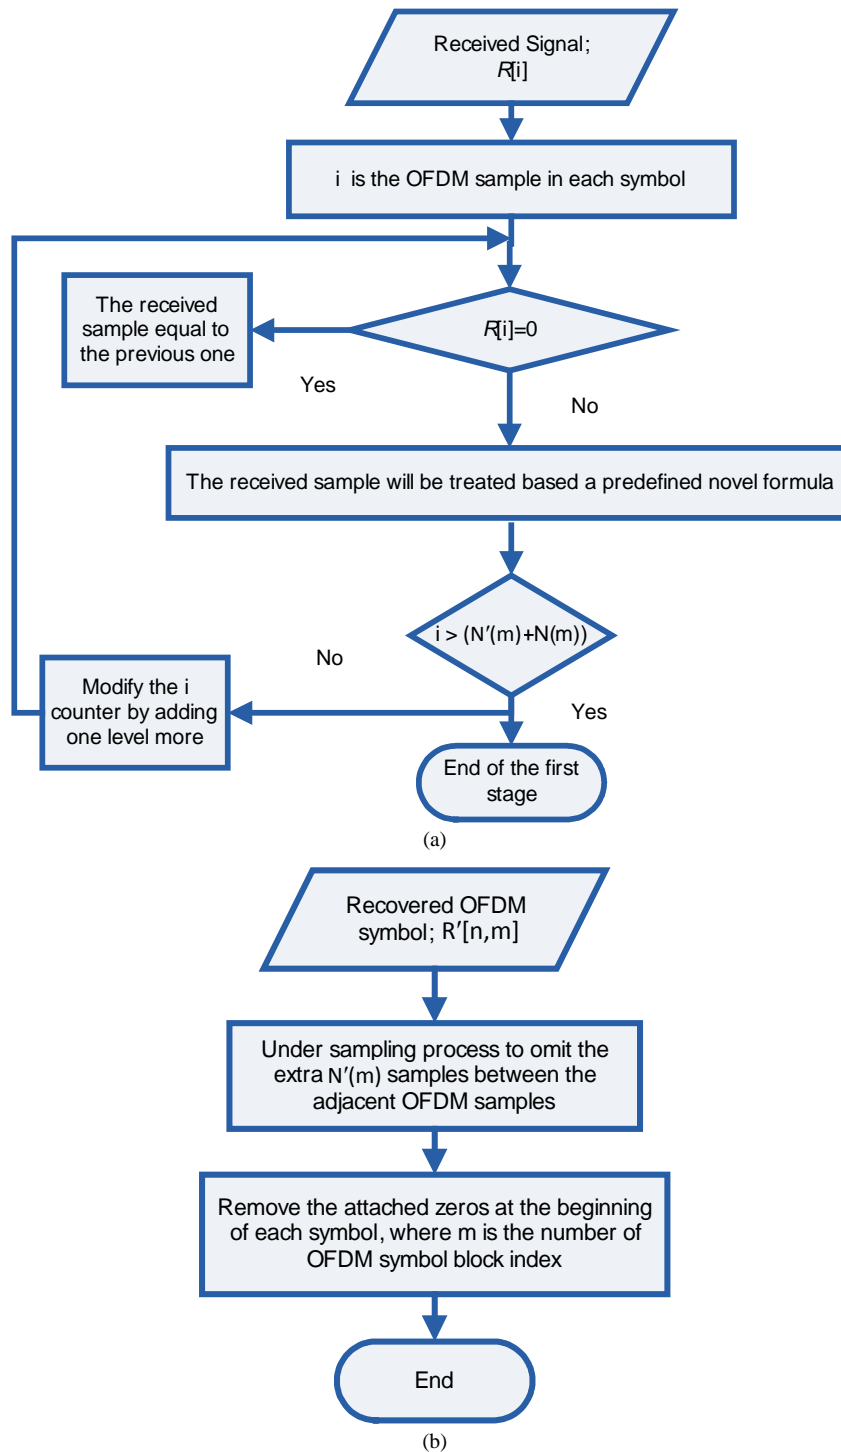 Received Signal;
R[i]
i is the OFDM sample in each symbol
The received
sample equal to
the previous one
R[i]=0
Yes
No
The received sample will be treated based a predefined novel formula
i > (N′(m)+N(m))
No
Modify the i
counter by adding
one level more
Yes
End of the first
stage
(a)
Recovered OFDM
symbol; R′[n,m]
Under sampling process to omit the
extra N′(m) samples between the
adjacent OFDM samples
Remove the attached zeros at the beginning
of each symbol, where m is the number of
OFDM symbol block index
End
(b)